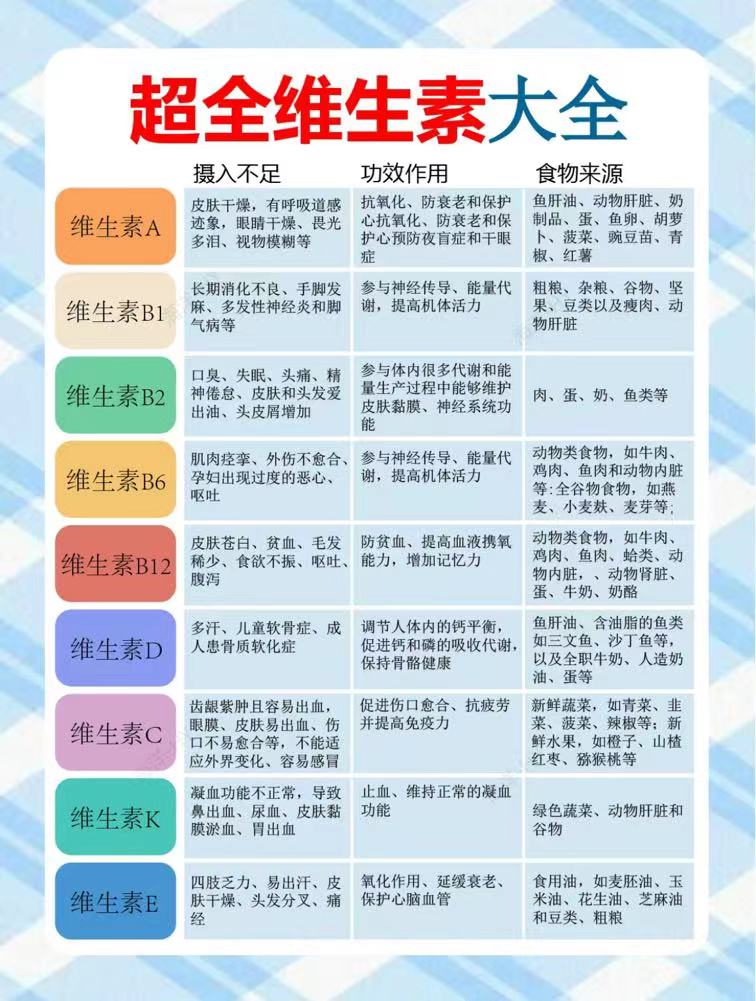 超全维生素大全
摄入不足 功效作用 食物来源
维生素A
皮肤干燥，有呼吸道感
迹象，眼睛干燥、畏光
多泪、视物模糊等
抗氧化、防衰老和保护
心抗氧化、防衰老和保
护心预防夜盲症和干眼
症
鱼肝油、动物肝脏、奶
制品、蛋、鱼卵、胡萝
卜、菠菜、豌豆苗、青
椒、红薯
维生素B1
长期消化不良、手脚发
麻、多发性神经炎和脚
气病等
参与神经传导、能量代
谢，提高机体活力
粗粮、杂粮、谷物、坚
果、豆类以及瘦肉、动
物肝脏
维生素B2
口臭、失眠、头痛、精
神倦怠、皮肤和头发爱
出油、头皮屑增加
参与体内很多代谢和能
量生产过程中能够维护
皮肤黏膜、神经系统功
能
肉、蛋、奶、鱼类等
维生素B6
肌肉痉挛、外伤不愈合、
孕妇出现过度的恶心、
呕吐
参与神经传导、能量代
谢，提高机体活力
动物类食物，如牛肉、
鸡肉、鱼肉和动物内脏
等;全谷物食物，如燕
麦、小麦麸、麦芽等;
维生素B12
皮肤苍白、贫血、毛发
稀少、食欲不振、呕吐、
腹泻
防贫血、提高血液携氧
能力，增加记忆力
动物类食物，如牛肉、
鸡肉、鱼肉、蛤类、动
物内脏，、动物肾脏、
蛋、牛奶、奶酪
维生素D
多汗、儿童软骨症、成
人患骨质软化症
调节人体内的钙平衡，
促进钙和磷的吸收代谢，
保持骨骼健康
鱼肝油、含油脂的鱼类
如三文鱼、沙丁鱼等，
以及全职牛奶、人造奶
油、蛋等
维生素C
齿龈紫肿且容易出血，
眼膜、皮肤易出血、伤
口不易愈合等，不能适
应外界变化、容易感冒
促进伤口愈合、抗疲劳
并提高免疫力
新鲜蔬菜，如青菜、韭
菜、菠菜、辣椒等；新
鲜水果，如橙子、山楂
红枣、猕猴桃等
维生素K
凝血功能不正常，导致
鼻出血、尿血、皮肤黏
膜淤血、胃出血
止血、维持正常的凝血
功能
绿色蔬菜、动物肝脏和
谷物
维生素E
四肢乏力、易出汗、皮
肤干燥、头发分叉、痛
经
氧化作用、延缓衰老、
保护心脑血管
食用油，如麦胚油、玉
米油、花生油、芝麻油
和豆类、粗粮